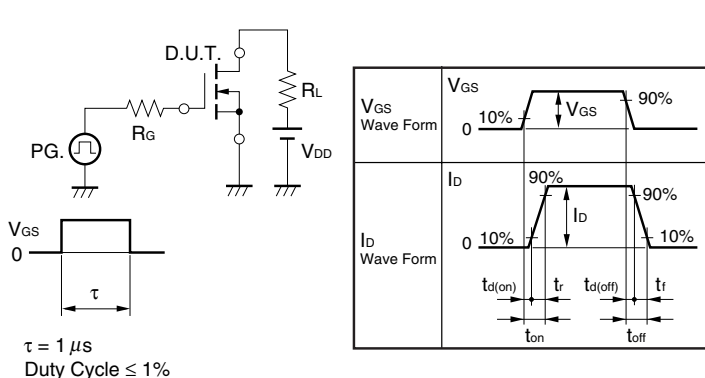 D.U.T.
RL
RG
PG.
VDD
VGS
0
τ
τ = 1 μs
Duty Cycle ≤ 1%
VGS
Wave Form
VGS
10%
0
VGS
90%
ID
Wave Form
ID
90%
0 10%
ID
90%
10%
td(on) tr td(off) tf
ton toff